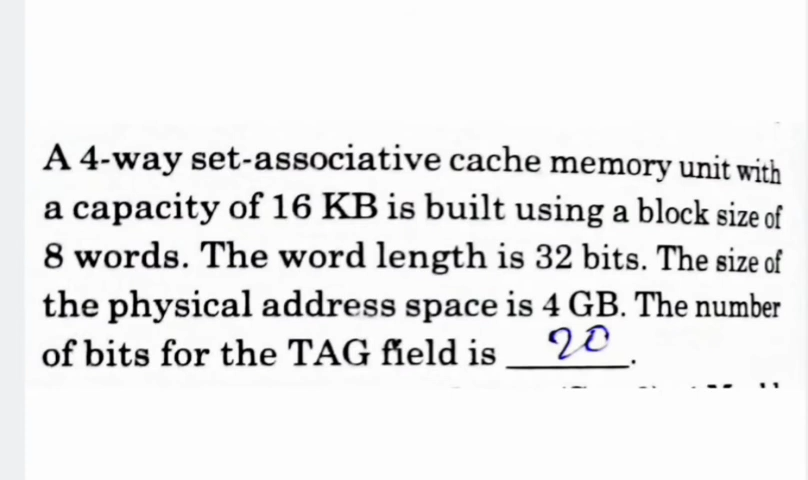 A 4-way set-associative cache memory unit with
a capacity of 16 KB is built using a block size of
8 words. The word length is 32 bits. The size of
the physical address space is 4 GB. The number
of bits for the TAG field is 20.